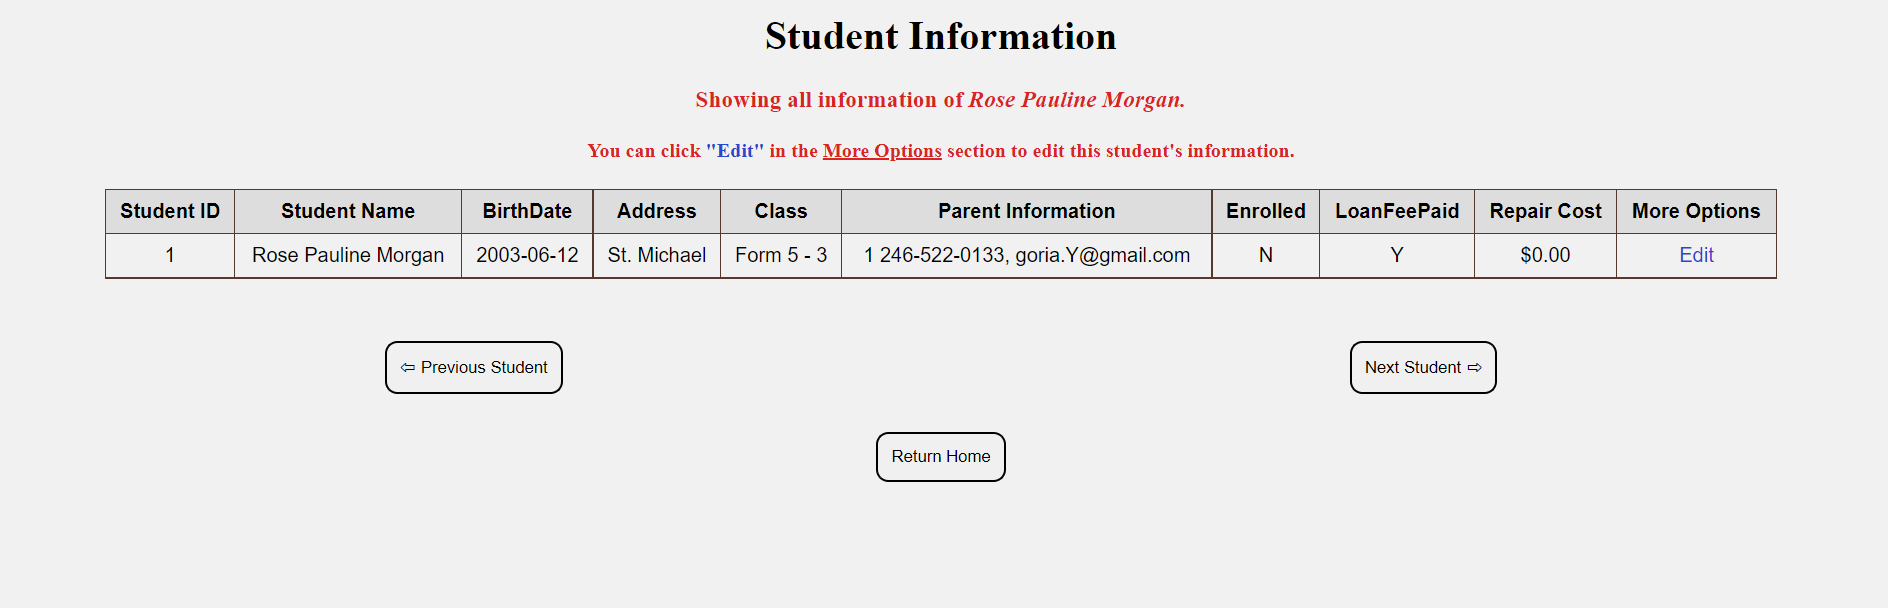 Student Information
Showing all information of Rose Pauline Morgan.
You can click "Edit" in the More Options section to edit this student's information.
Student ID Student Name BirthDate Address Class Parent Information Enrolled LoanFeePaid Repair Cost More Options
1 Rose Pauline Morgan 2003-06-12 St. Michael Form 5 - 3 1 246-522-0133, goria.Y@gmail.com N Y $0.00 Edit
⇦ Previous Student Next Student ⇨
Return Home